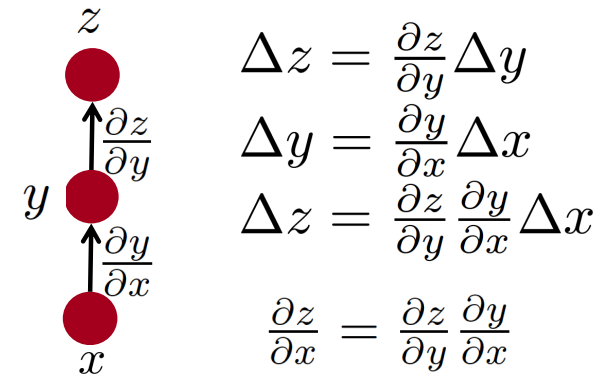 z
∂z/∂y
y
∂y/∂x
x
Δz = ∂z/∂y Δy
Δy = ∂y/∂x Δx
Δz = ∂z/∂y ∂y/∂x Δx
∂z/∂x = ∂z/∂y ∂y/∂x